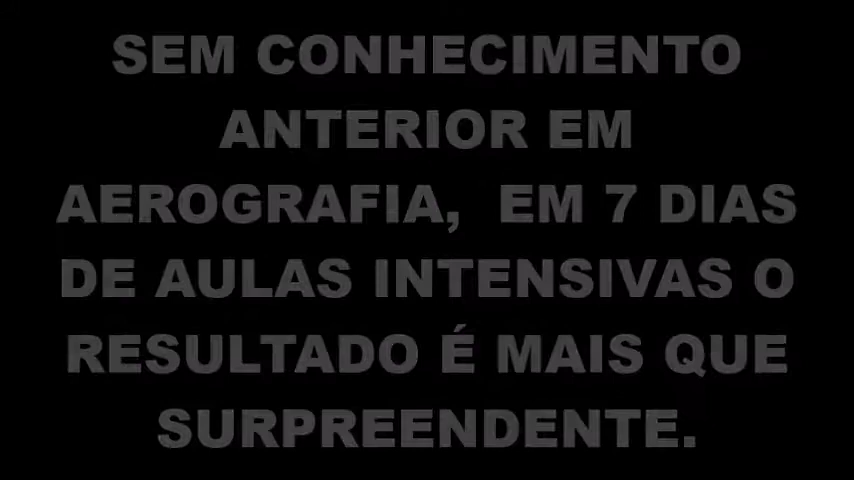 SEM CONHECIMENTO
ANTERIOR EM
AEROGRAFIA, EM 7 DIAS
DE AULAS INTENSIVAS O
RESULTADO É MAIS QUE
SURPREENDENTE.